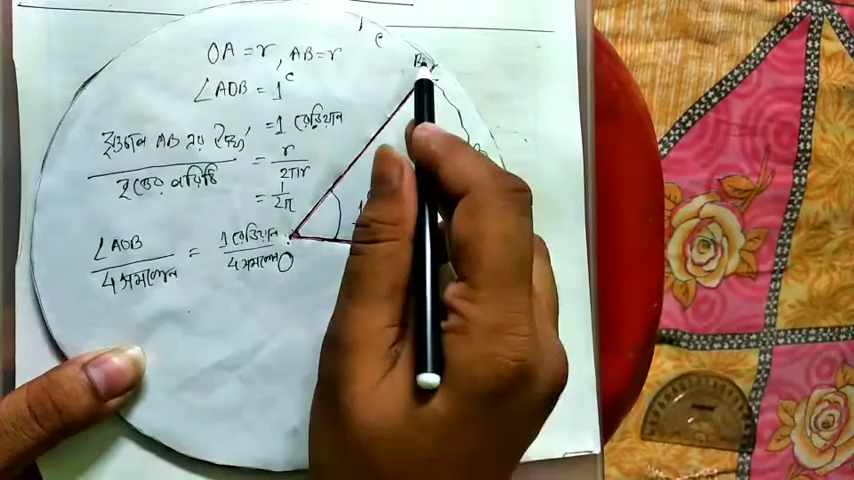 OA = r, AB = r
∠AOB = 1ᶜ = 1 রেডিয়ান
বৃত্তচাপ AB এর দৈর্ঘ্য
বৃত্তের পরিধি
= r / 2πr
= 1 / 2π
∠AOB / 4 সমকোণ = 1 রেডিয়ান / 4 সমকোণ
O
B
c